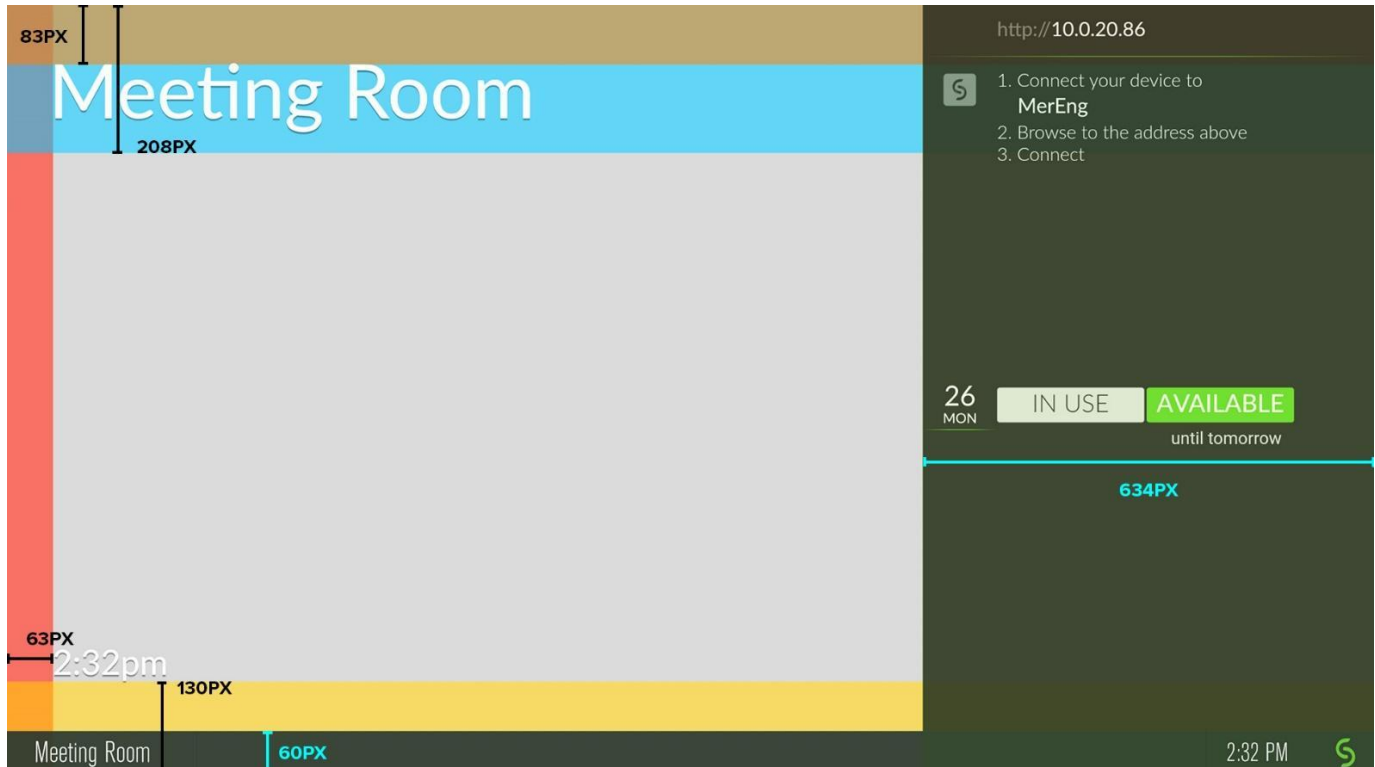 83PX
Meeting Room
208PX
http://10.0.20.86
1. Connect your device to
MerEng
2. Browse to the address above
3. Connect
26
MON
IN USE
AVAILABLE
until tomorrow
634PX
63PX
2:32pm
130PX
Meeting Room
60PX
2:32 PM